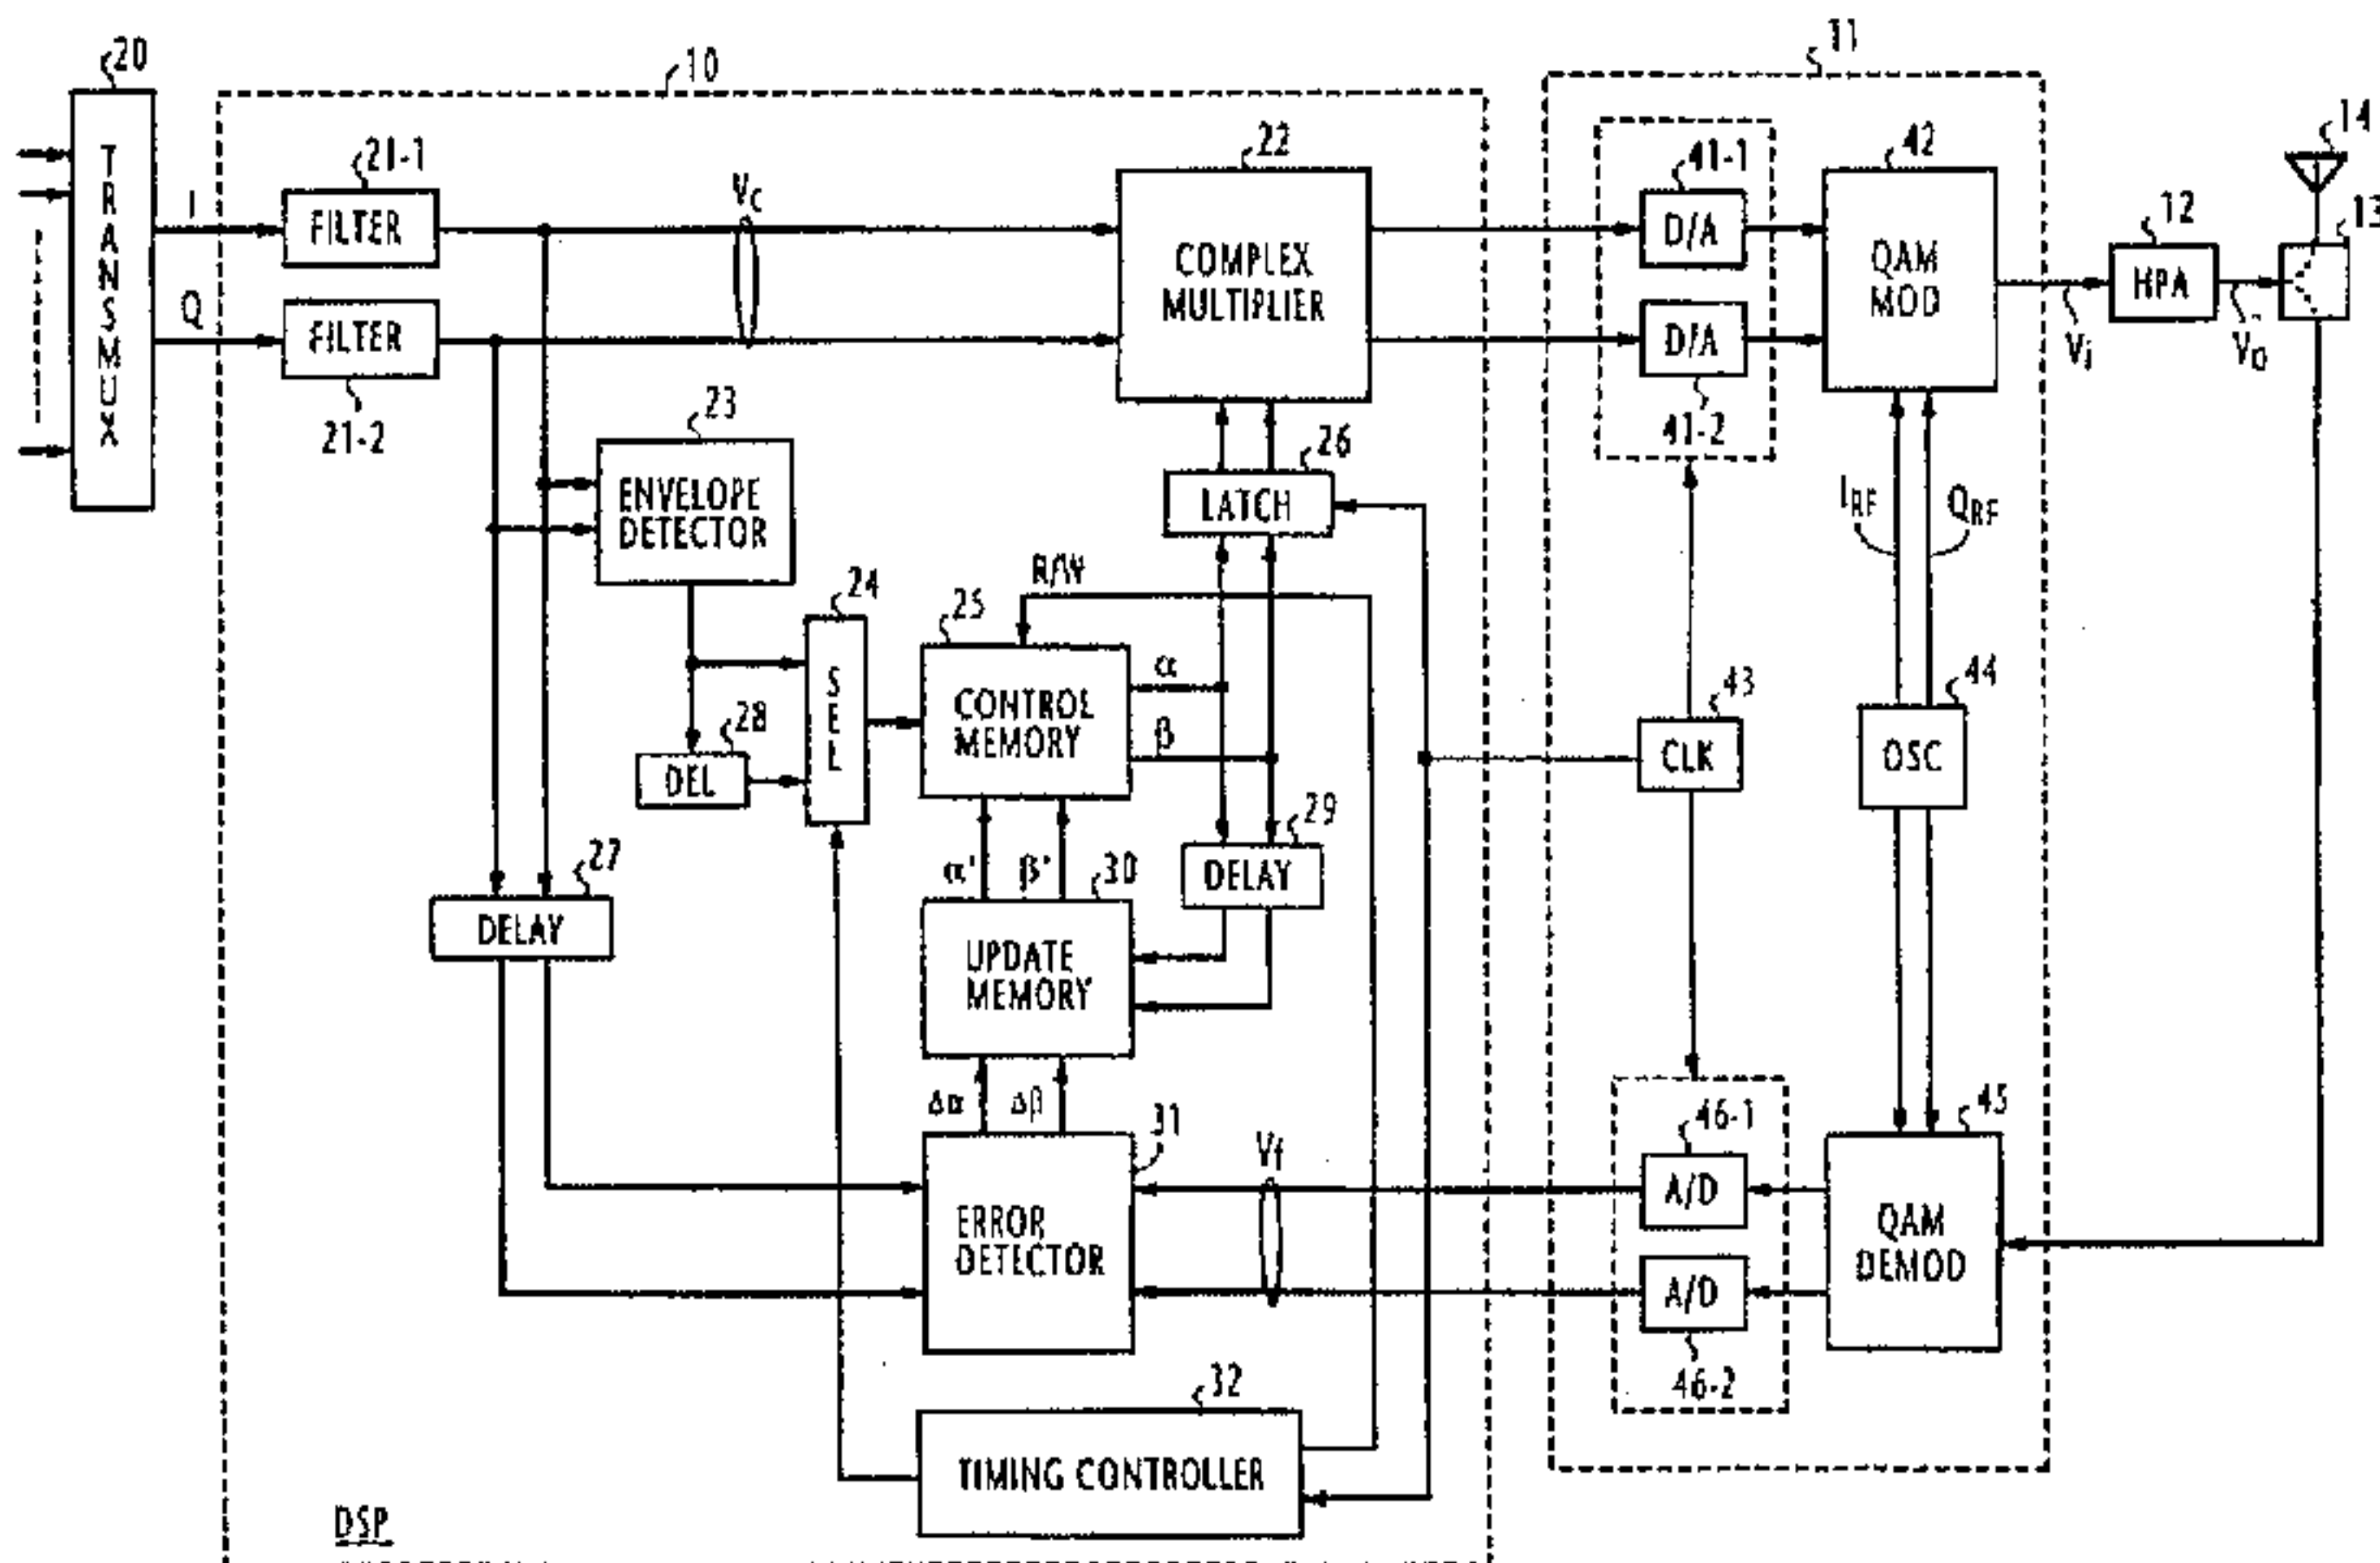 20
10
11
TRANSMUX
I
Q
21-1
FILTER
FILTER
21-2
Vc
22
COMPLEX
MULTIPLIER
41-1
D/A
D/A
41-2
42
QAM
MOD
Vi
12
HPA
Vo
14
13
23
ENVELOPE
DETECTOR
26
LATCH
IRF
QRF
24
SEL
R/W
25
CONTROL
MEMORY
α
β
28
DEL
43
CLK
44
OSC
27
DELAY
α'
β'
30
UPDATE
MEMORY
29
DELAY
Δα
Δβ
31
ERROR
DETECTOR
Vf
46-1
A/D
A/D
46-2
45
QAM
DEMOD
32
TIMING CONTROLLER
DSP